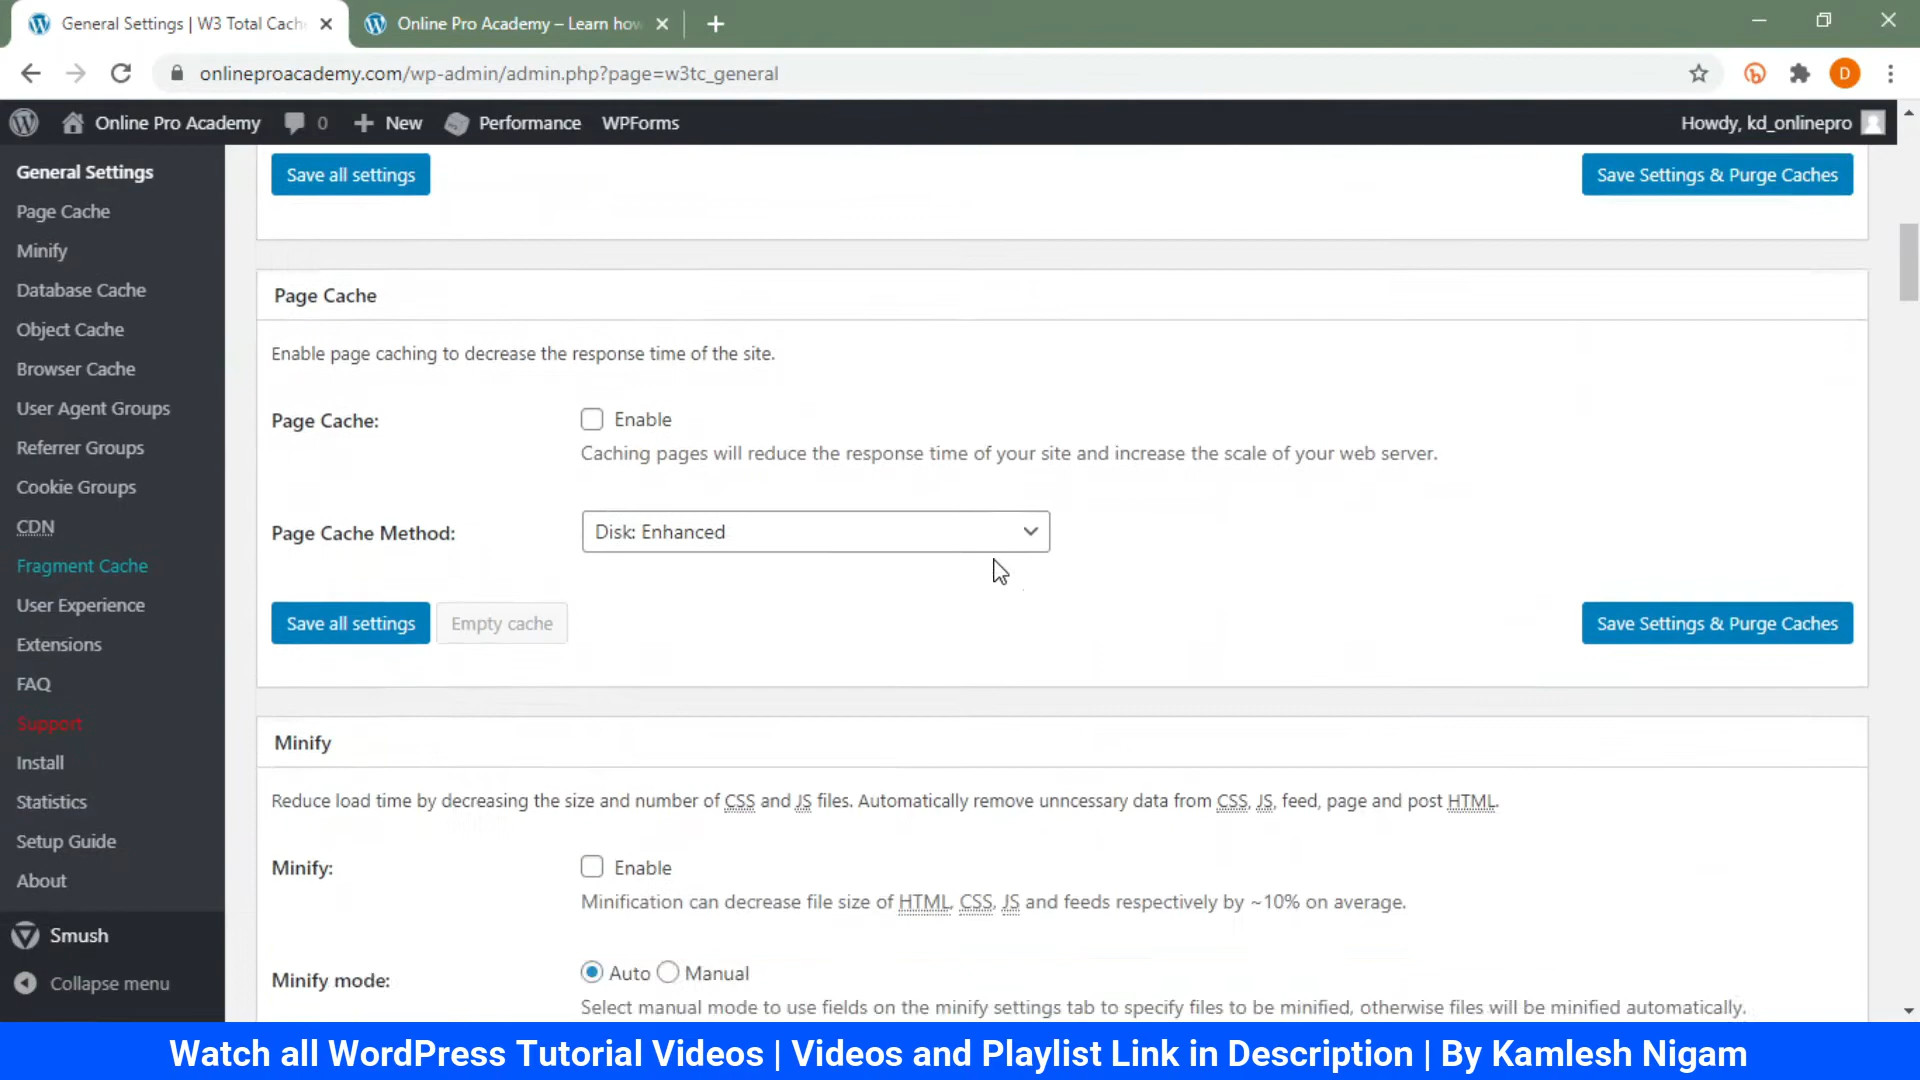 General Settings | W3 Total Cach
Online Pro Academy – Learn how
onlineproacademy.com/wp-admin/admin.php?page=w3tc_general
D
Online Pro Academy
0
New
Performance
WPForms
Howdy, kd_onlinepro
General Settings
Page Cache
Minify
Database Cache
Object Cache
Browser Cache
User Agent Groups
Referrer Groups
Cookie Groups
CDN
Fragment Cache
User Experience
Extensions
FAQ
Support
Install
Statistics
Setup Guide
About
Smush
Collapse menu
Save all settings
Save Settings & Purge Caches
Page Cache
Enable page caching to decrease the response time of the site.
Page Cache:
Enable
Caching pages will reduce the response time of your site and increase the scale of your web server.
Page Cache Method:
Disk: Enhanced
Save all settings
Empty cache
Save Settings & Purge Caches
Minify
Reduce load time by decreasing the size and number of CSS and JS files. Automatically remove unncessary data from CSS, JS, feed, page and post HTML.
Minify:
Enable
Minification can decrease file size of HTML, CSS, JS and feeds respectively by ~10% on average.
Minify mode:
Auto
Manual
Select manual mode to use fields on the minify settings tab to specify files to be minified, otherwise files will be minified automatically.
Watch all WordPress Tutorial Videos | Videos and Playlist Link in Description | By Kamlesh Nigam